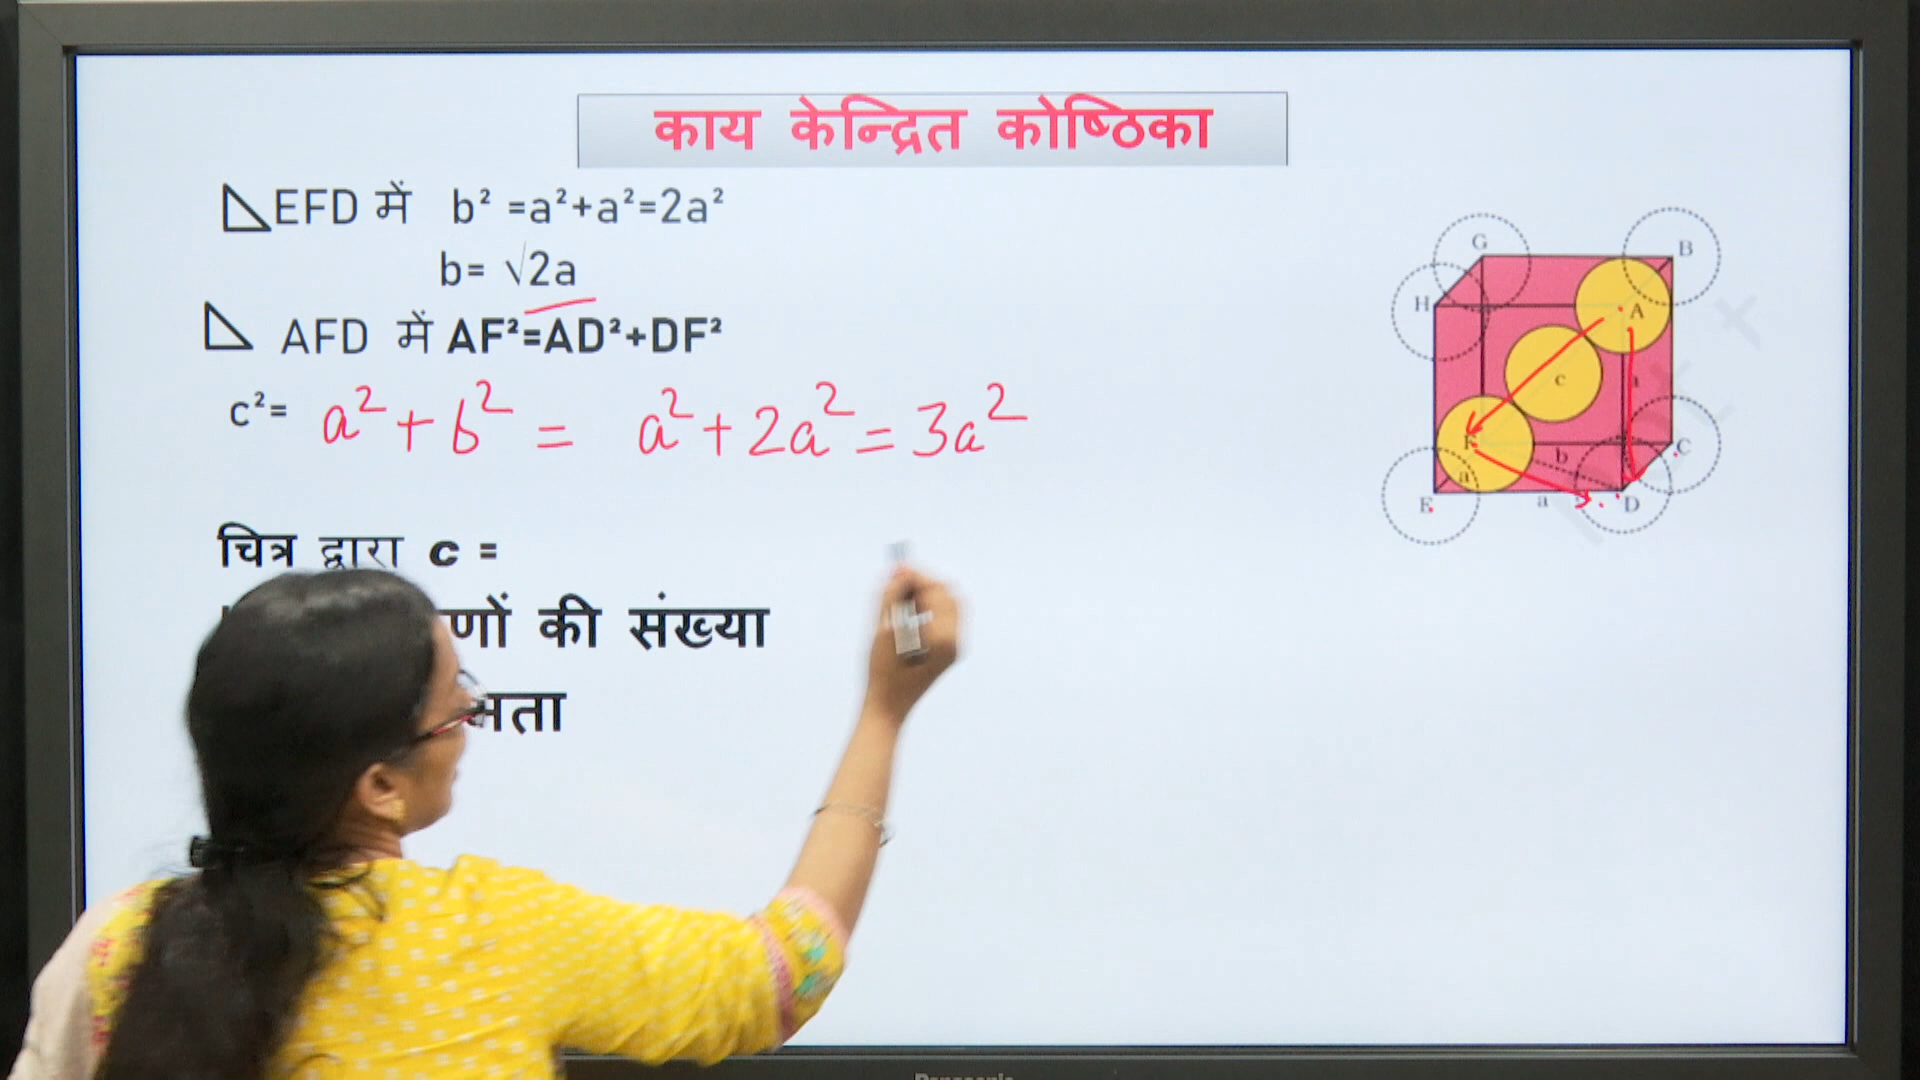 काय केन्द्रित कोष्ठिका
EFD में b² =a²+a²=2a²
b= √2a
AFD में AF²=AD²+DF²
c²= a²+b² = a²+2a²=3a²
चित्र द्वारा c =
की संख्या
G
B
H
A
c
F
b
C
a
E
a
D